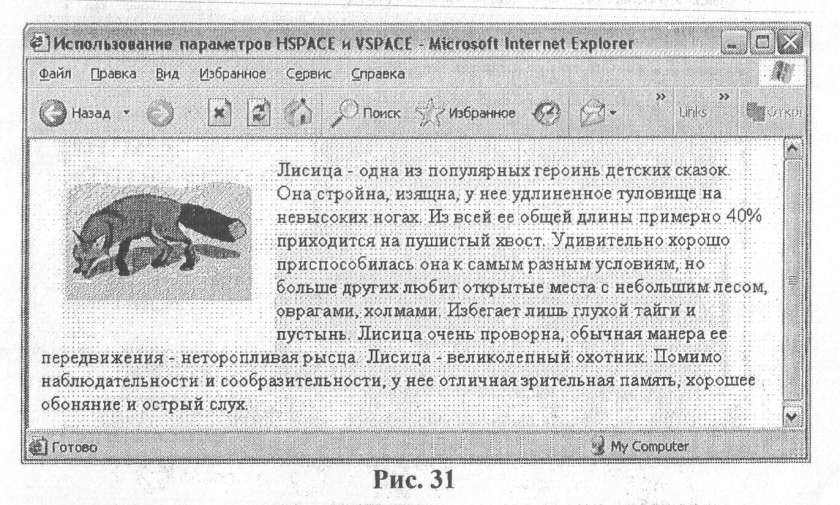 Использование параметров HSPACE и VSPACE - Microsoft Internet Explorer
Файл Правка Вид Избранное Сервис Справка
Назад Поиск Избранное Links
Лисица - одна из популярных героинь детских сказок.
Она стройна, изящна, у нее удлиненное туловище на
невысоких ногах. Из всей ее общей длины примерно 40%
приходится на пушистый хвост. Удивительно хорошо
приспособилась она к самым разным условиям, но
больше других любит открытые места с небольшим лесом,
оврагами, холмами. Избегает лишь глухой тайги и
пустынь. Лисица очень проворна, обычная манера ее
передвижения - неторопливая рысца. Лисица - великолепный охотник. Помимо
наблюдательности и сообразительности, у нее отличная зрительная память, хорошее
обоняние и острый слух.
Готово My Computer
Рис. 31